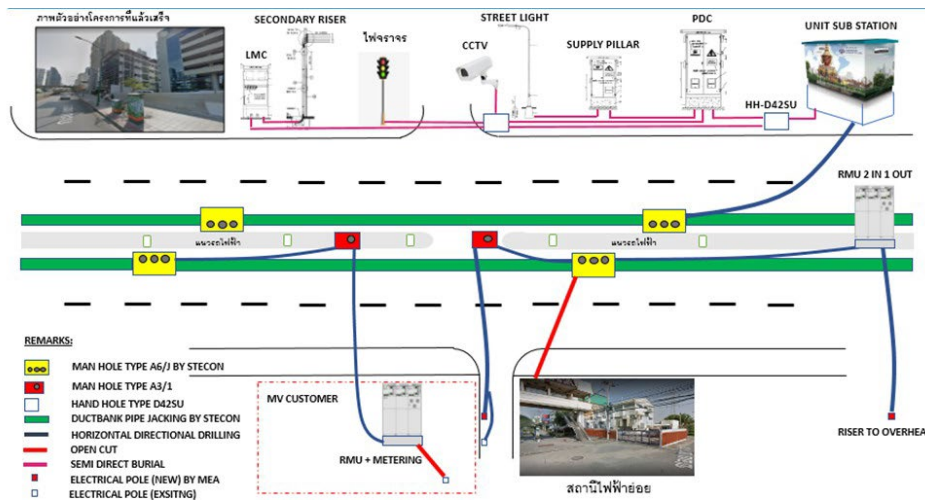 ภาพตัวอย่างโครงการที่แล้วเสร็จ
SECONDARY RISER
LMC
ไฟจราจร
STREET LIGHT
CCTV
SUPPLY PILLAR
PDC
UNIT SUB STATION
HH-D42SU
RMU 2 IN 1 OUT
แนวรถไฟฟ้า
แนวรถไฟฟ้า
REMARKS:
MAN HOLE TYPE A6/J BY STECON
MAN HOLE TYPE A3/1
HAND HOLE TYPE D42SU
DUCTBANK PIPE JACKING BY STECON
HORIZONTAL DIRECTIONAL DRILLING
OPEN CUT
SEMI DIRECT BURIAL
ELECTRICAL POLE (NEW) BY MEA
ELECTRICAL POLE (EXSITNG)
MV CUSTOMER
RMU + METERING
สถานีไฟฟ้าย่อย
RISER TO OVERHEA